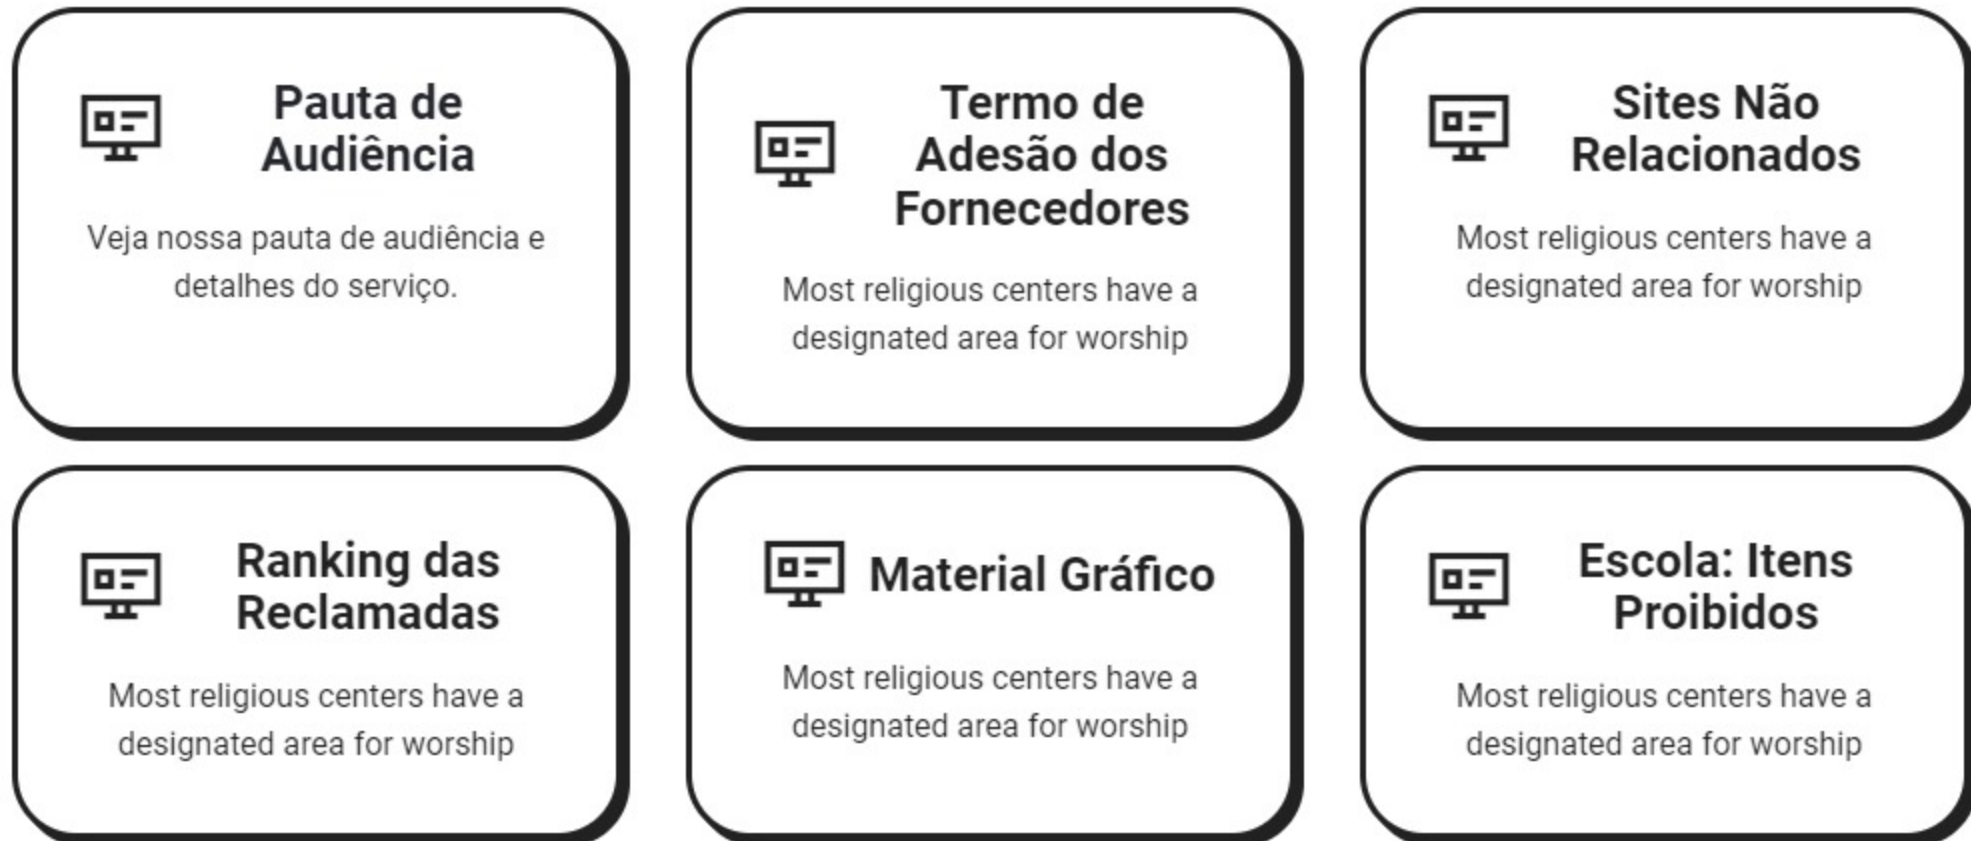 Pauta de
Audiência
Veja nossa pauta de audiência e
detalhes do serviço.
Termo de
Adesão dos
Fornecedores
Most religious centers have a
designated area for worship
Sites Não
Relacionados
Most religious centers have a
designated area for worship
Ranking das
Reclamadas
Most religious centers have a
designated area for worship
Material Gráfico
Most religious centers have a
designated area for worship
Escola: Itens
Proibidos
Most religious centers have a
designated area for worship